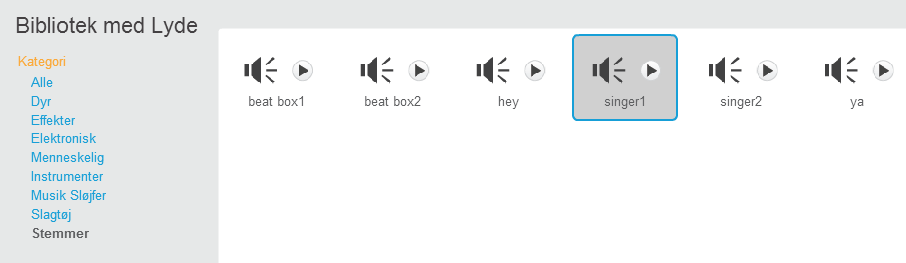 Bibliotek med Lyde
Kategori
Alle
Dyr
Effekter
Elektronisk
Menneskelig
Instrumenter
Musik Sløjfer
Slagtøj
Stemmer
beat box1
beat box2
hey
singer1
singer2
ya